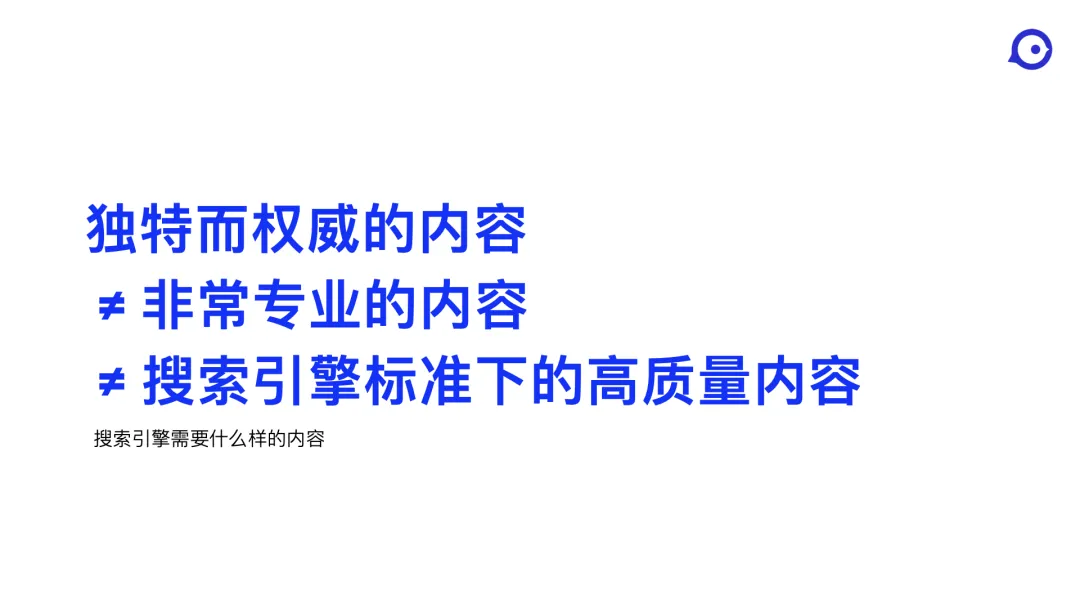 独特而权威的内容
≠ 非常专业的内容
≠ 搜索引擎标准下的高质量内容
搜索引擎需要什么样的内容